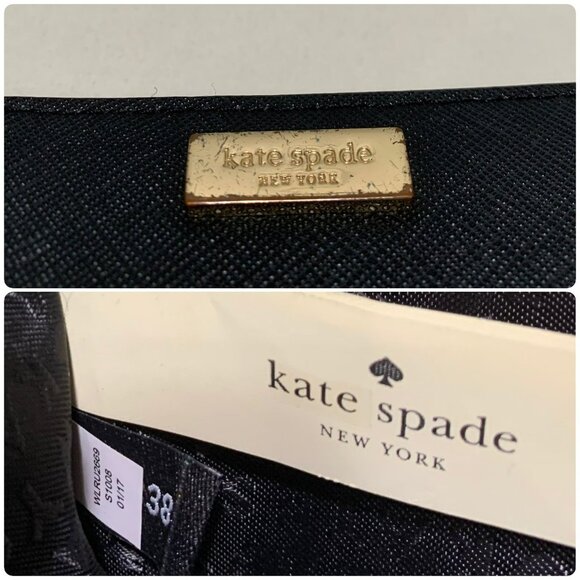 kate spade
NEW YORK
kate spade
NEW YORK
WLRU2669
S1008
01/17
38